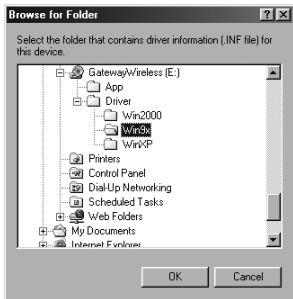 Browse for Folder
Select the folder that contains driver information (.INF file) for
this device.
GatewayWireless (E:)
App
Driver
Win2000
Win9x
WinXP
Printers
Control Panel
Dial-Up Networking
Scheduled Tasks
Web Folders
My Documents
Internet Explorer
OK
Cancel